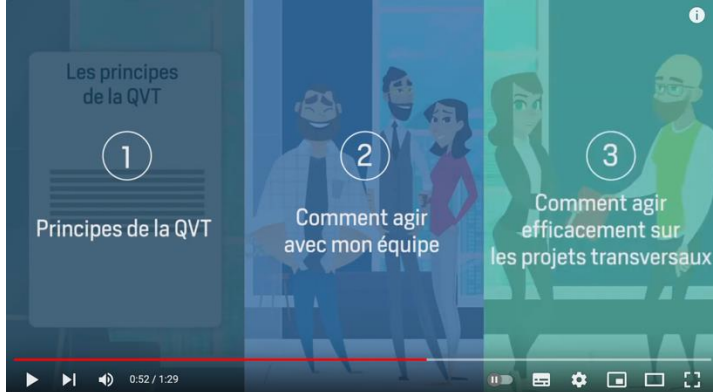 Les principes
de la QVT
1
Principes de la QVT
2
Comment agir
avec mon équipe
3
Comment agir
efficacement sur
les projets transversaux
0:52 / 1:29